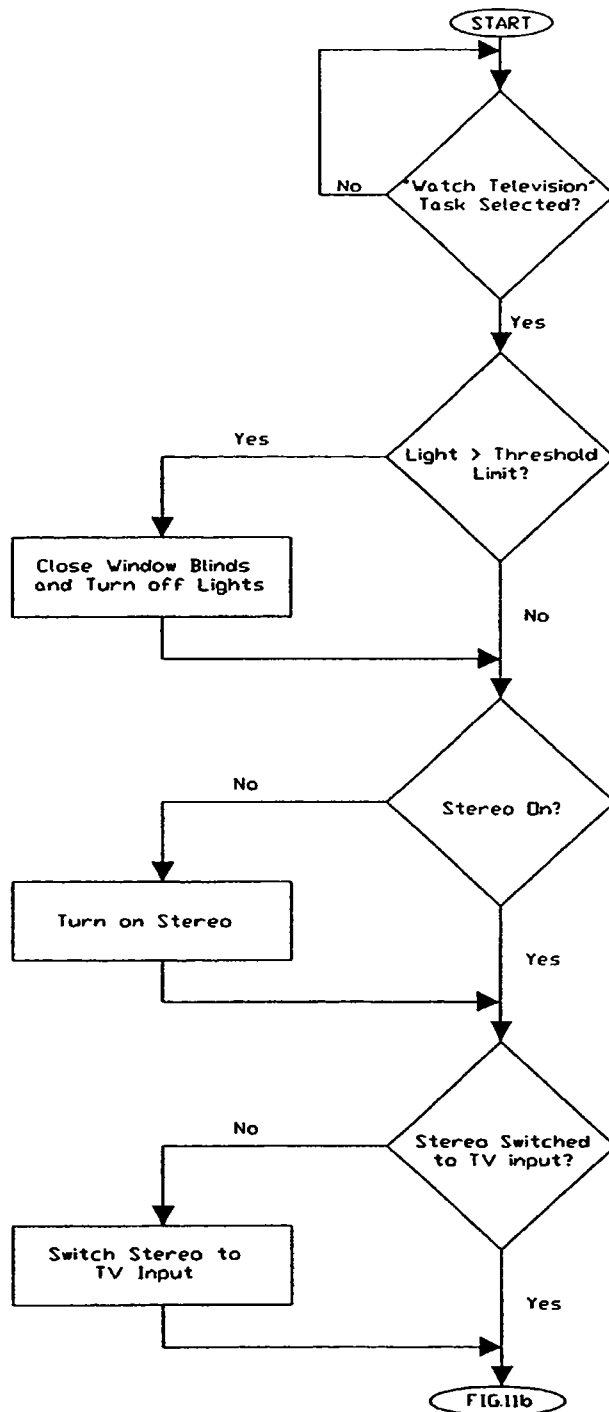 START
No
"Watch Television"
Task Selected?
Yes
Yes
Light > Threshold
Limit?
Close Window Blinds
and Turn off Lights
No
No
Stereo On?
Turn on Stereo
Yes
No
Stereo Switched
to TV input?
Switch Stereo to
TV Input
Yes
FIG.11b